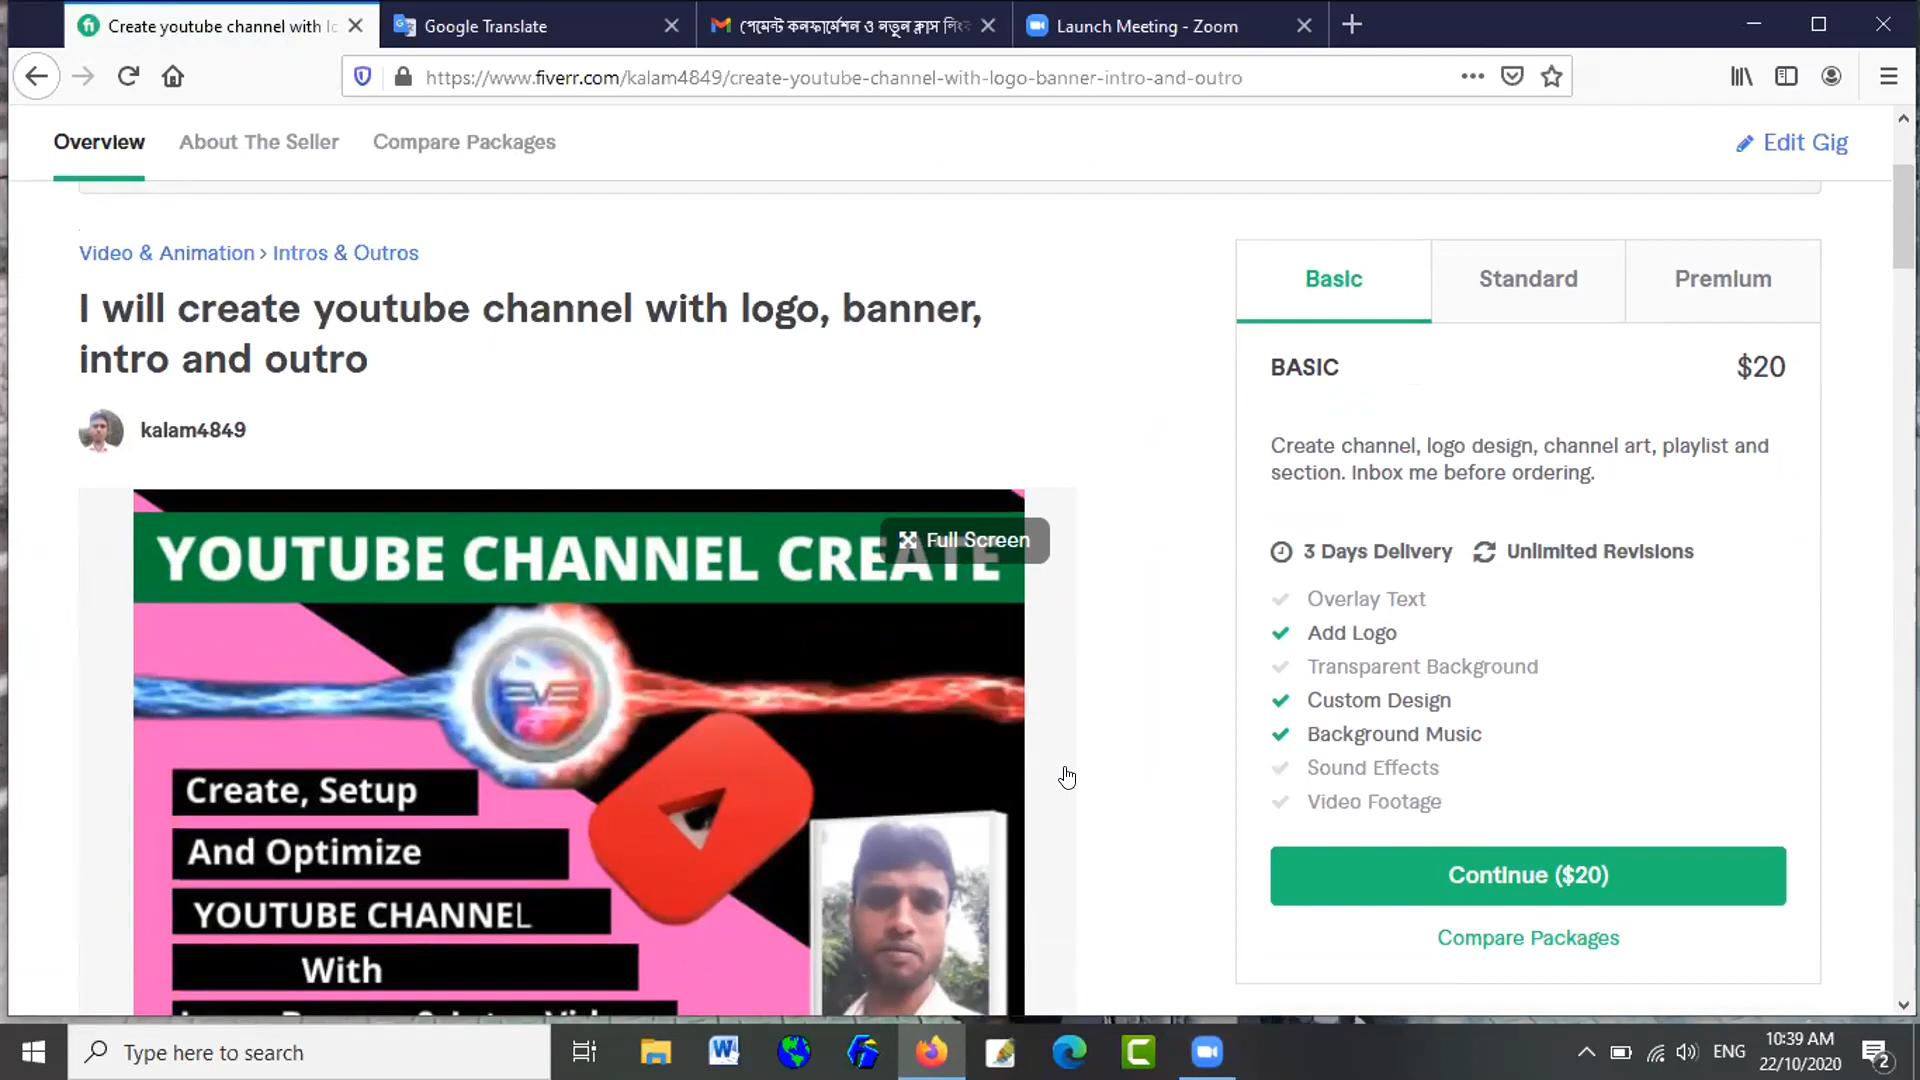 Create youtube channel with lo
Google Translate
পেমেন্ট কনফার্মেশন ও নতুন ক্লাস লিংক
Launch Meeting - Zoom
https://www.fiverr.com/kalam4849/create-youtube-channel-with-logo-banner-intro-and-outro
Overview
About The Seller
Compare Packages
Edit Gig
Video & Animation > Intros & Outros
I will create youtube channel with logo, banner,
intro and outro
kalam4849
YOUTUBE CHANNEL CREATE
Full Screen
Create, Setup
And Optimize
YOUTUBE CHANNEL
With
Basic
Standard
Premium
BASIC
$20
Create channel, logo design, channel art, playlist and
section. Inbox me before ordering.
3 Days Delivery
Unlimited Revisions
Overlay Text
Add Logo
Transparent Background
Custom Design
Background Music
Sound Effects
Video Footage
Continue ($20)
Compare Packages
Type here to search
ENG
10:39 AM
22/10/2020
2